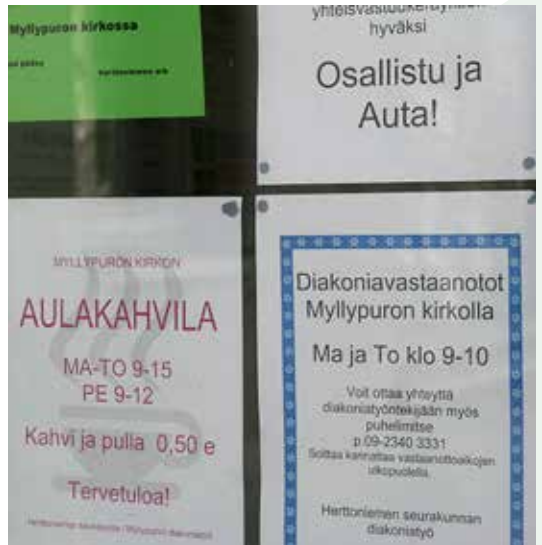 Myllypuron kirkossa
yhteisvastuukeräyksen
hyväksi
Osallistu ja
Auta!
MYLLYPURON KIRKON
AULAKAHVILA
MA-TO 9-15
PE 9-12
Kahvi ja pulla 0,50 e
Tervetuloa!
Diakoniavastaanotot
Myllypuron kirkolla
Ma ja To klo 9-10
Voit ottaa yhteyttä
diakoniatyöntekijään myös
puhelimitse
p.09-2340 3331
Soittaa kannattaa vastaanottoaikojen
ulkopuolella.
Herttoniemen seurakunnan
diakoniatyö